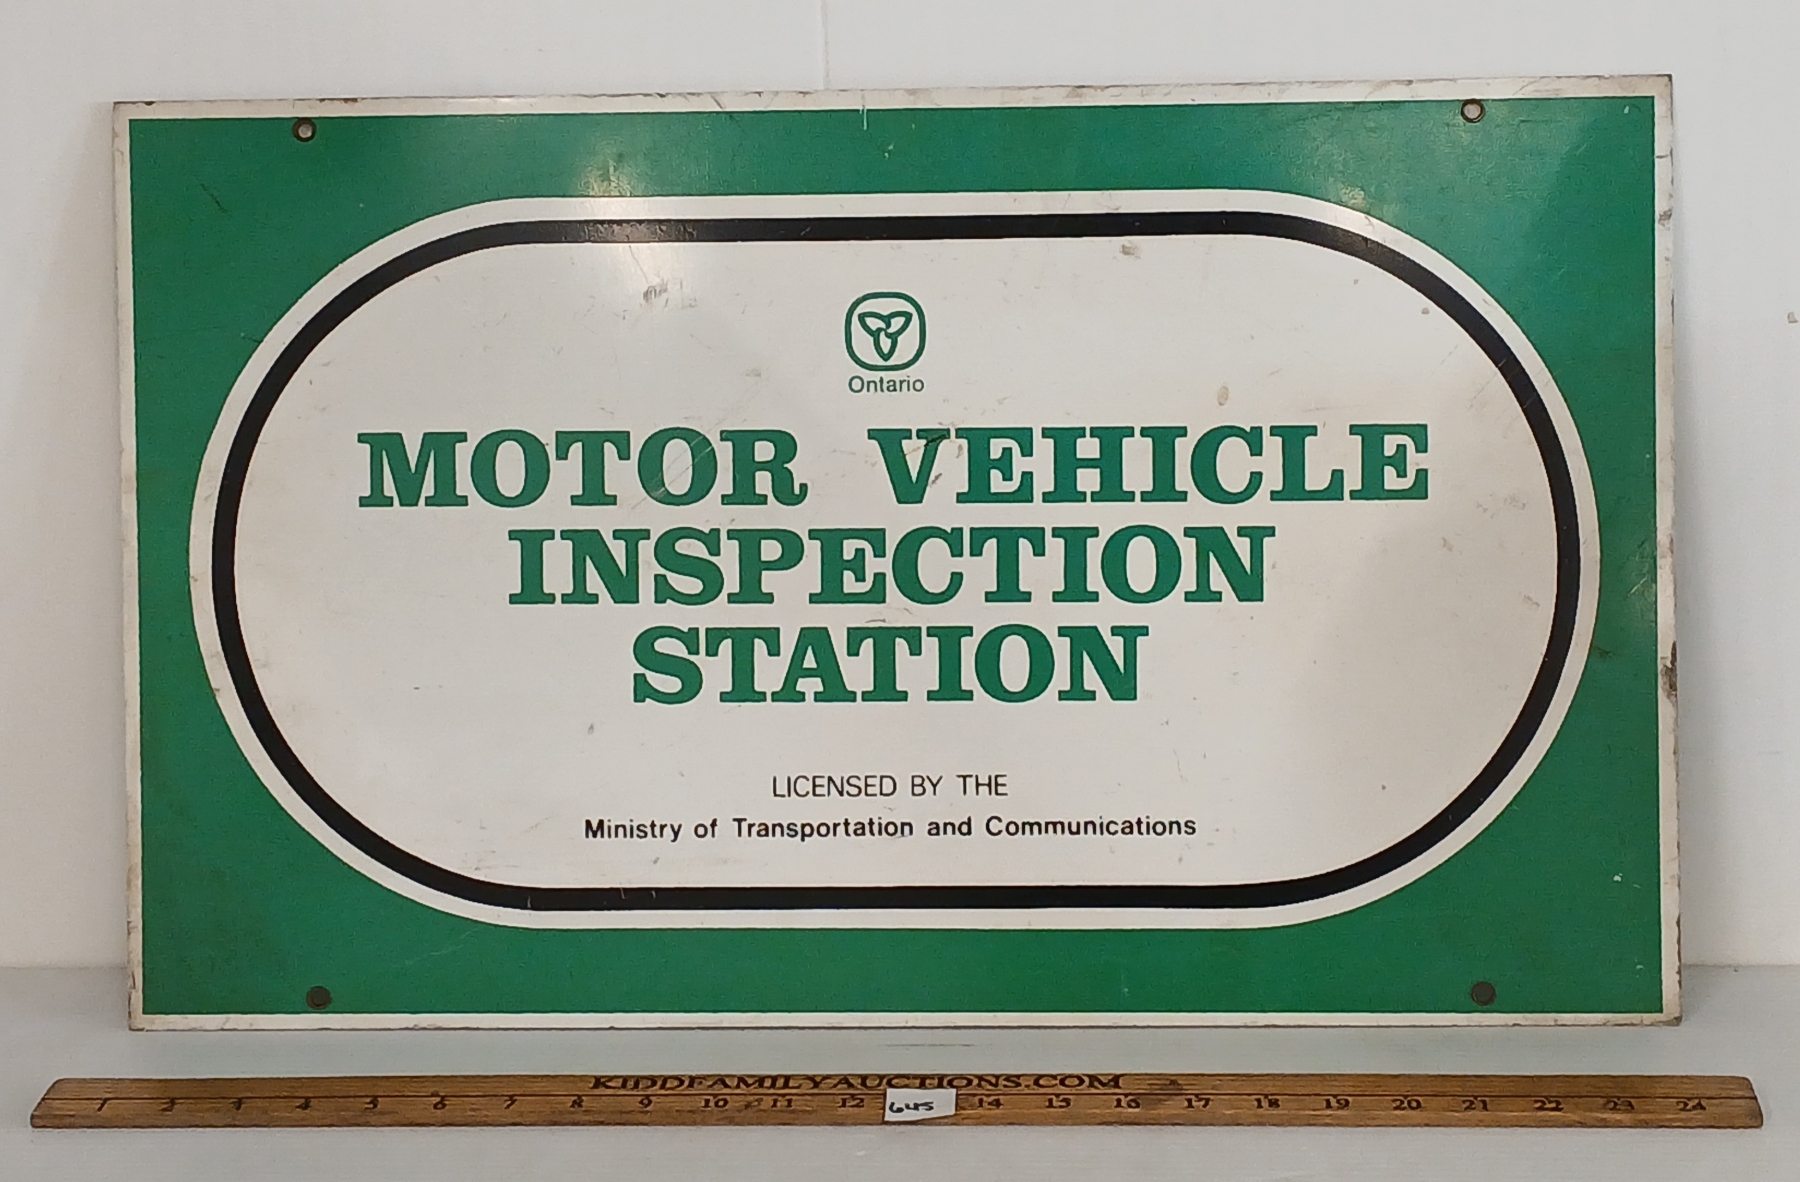 Ontario
MOTOR VEHICLE
INSPECTION
STATION
LICENSED BY THE
Ministry of Transportation and Communications
KIDDFAMILYAUCTIONS.COM
1 2 3 4 5 6 7 8 9 10 11 12 645 14 15 16 17 18 19 20 21 22 23 24